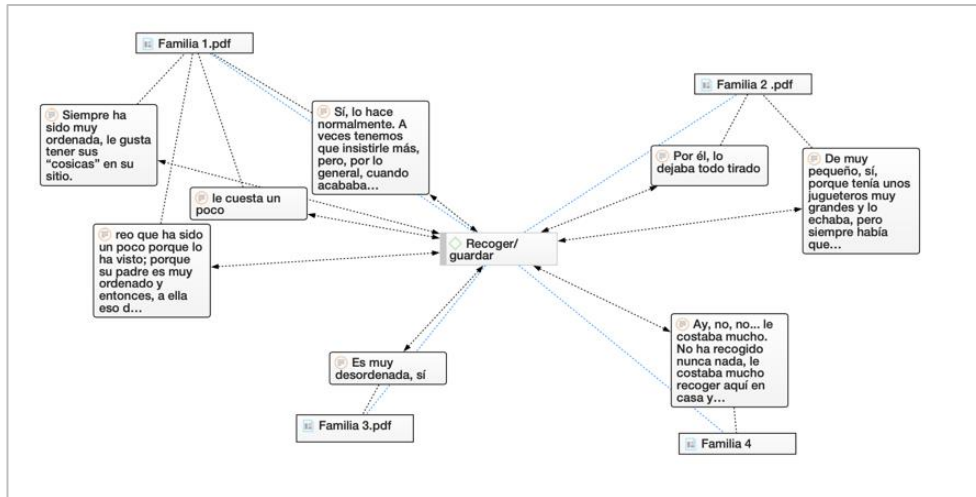 Familia 1.pdf
Siempre ha
sido muy
ordenada, le gusta
tener sus
“cosicas” en su
sitio.
Sí, lo hace
normalmente. A
veces tenemos
que insistirle más,
pero, por lo
general, cuando
acababa…
le cuesta un
poco
reo que ha sido
un poco porque lo
ha visto; porque
su padre es muy
ordenado y
entonces, a ella
eso d…
Familia 2 .pdf
Por él, lo
dejaba todo tirado
De muy
pequeño, sí,
porque tenía unos
jugueteros muy
grandes y lo
echaba, pero
siempre había
que…
Recoger/
guardar
Es muy
desordenada, sí
Familia 3.pdf
Ay, no, no... le
costaba mucho.
No ha recogido
nunca nada, le
costaba mucho
recoger aquí en
casa y…
Familia 4